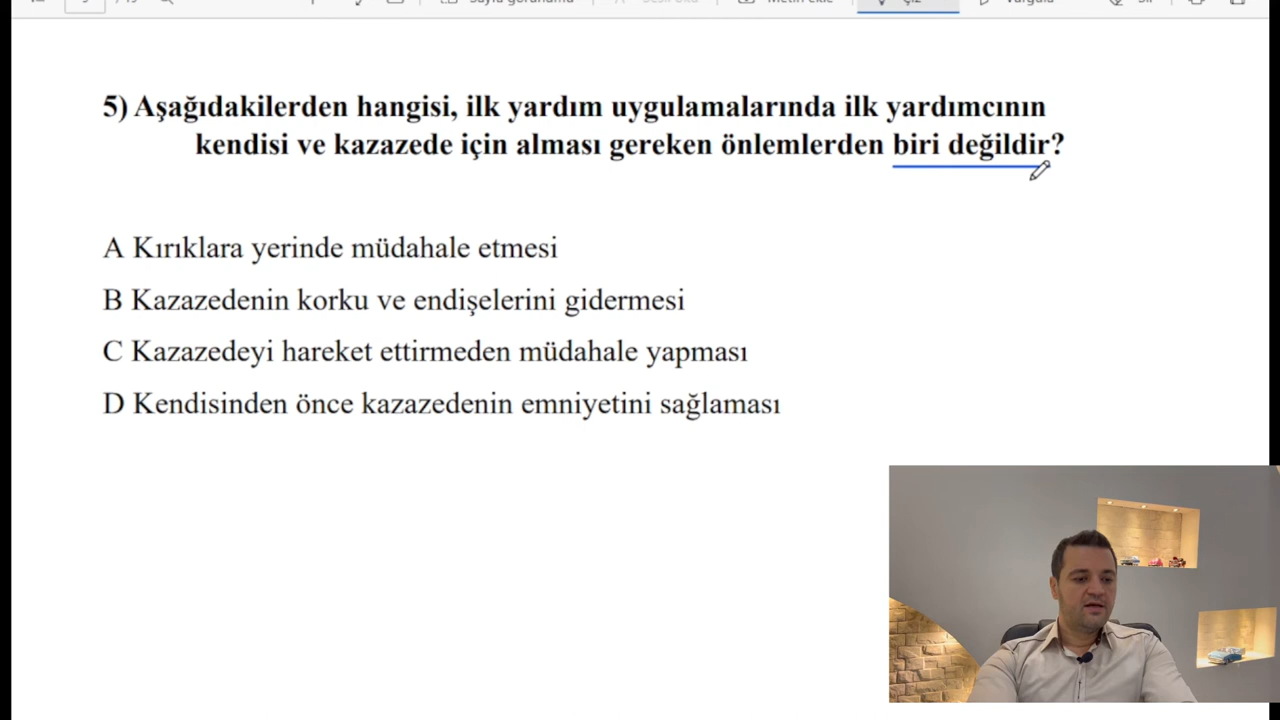 5) Aşağıdakilerden hangisi, ilk yardım uygulamalarında ilk yardımcının
kendisi ve kazazede için alması gereken önlemlerden biri değildir?
A Kırıklara yerinde müdahale etmesi
B Kazazedenin korku ve endişelerini gidermesi
C Kazazedeyi hareket ettirmeden müdahale yapması
D Kendisinden önce kazazedenin emniyetini sağlaması